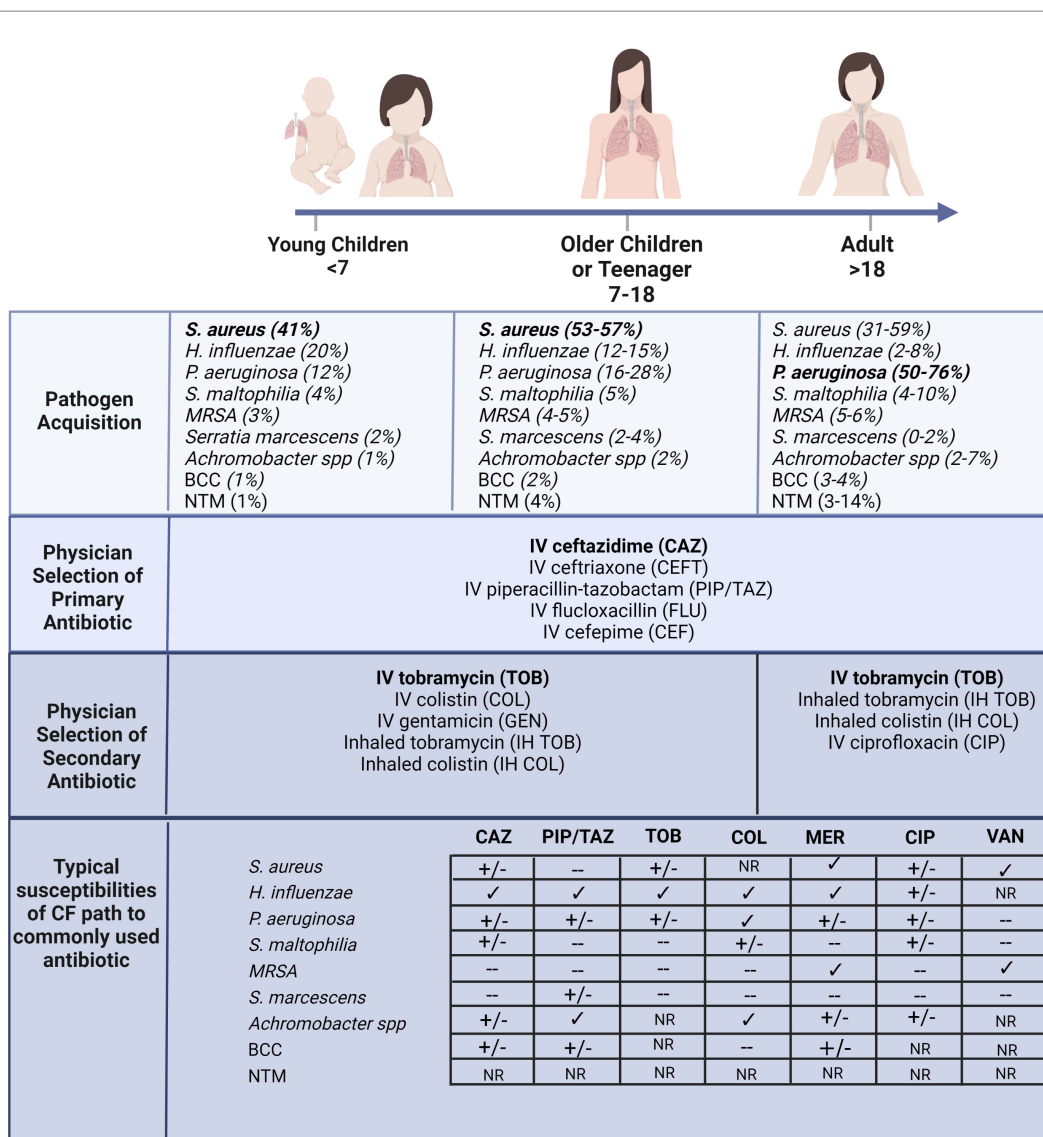 Young Children
<7
Older Children
or Teenager
7-18
Adult
>18
Pathogen
Acquisition
S. aureus (41%)
H. influenzae (20%)
P. aeruginosa (12%)
S. maltophilia (4%)
MRSA (3%)
Serratia marcescens (2%)
Achromobacter spp (1%)
BCC (1%)
NTM (1%)
S. aureus (53-57%)
H. influenzae (12-15%)
P. aeruginosa (16-28%)
S. maltophilia (5%)
MRSA (4-5%)
S. marcescens (2-4%)
Achromobacter spp (2%)
BCC (2%)
NTM (4%)
S. aureus (31-59%)
H. influenzae (2-8%)
P. aeruginosa (50-76%)
S. maltophilia (4-10%)
MRSA (5-6%)
S. marcescens (0-2%)
Achromobacter spp (2-7%)
BCC (3-4%)
NTM (3-14%)
Physician
Selection of
Primary
Antibiotic
IV ceftazidime (CAZ)
IV ceftriaxone (CEFT)
IV piperacillin-tazobactam (PIP/TAZ)
IV flucloxacillin (FLU)
IV cefepime (CEF)
Physician
Selection of
Secondary
Antibiotic
IV tobramycin (TOB)
IV colistin (COL)
IV gentamicin (GEN)
Inhaled tobramycin (IH TOB)
Inhaled colistin (IH COL)
IV tobramycin (TOB)
Inhaled tobramycin (IH TOB)
Inhaled colistin (IH COL)
IV ciprofloxacin (CIP)
Typical
susceptibilities
of CF path to
commonly used
antibiotic
CAZ PIP/TAZ TOB COL MER CIP VAN
S. aureus +/- -- +/- NR ✓ +/- ✓
H. influenzae ✓ ✓ ✓ ✓ ✓ +/- NR
P. aeruginosa +/- +/- +/- ✓ +/- +/- --
S. maltophilia +/- -- -- +/- -- +/- --
MRSA -- -- -- -- ✓ -- ✓
S. marcescens -- +/- -- -- -- -- --
Achromobacter spp +/- ✓ NR ✓ +/- +/- NR
BCC +/- +/- NR -- +/- NR NR
NTM NR NR NR NR NR NR NR